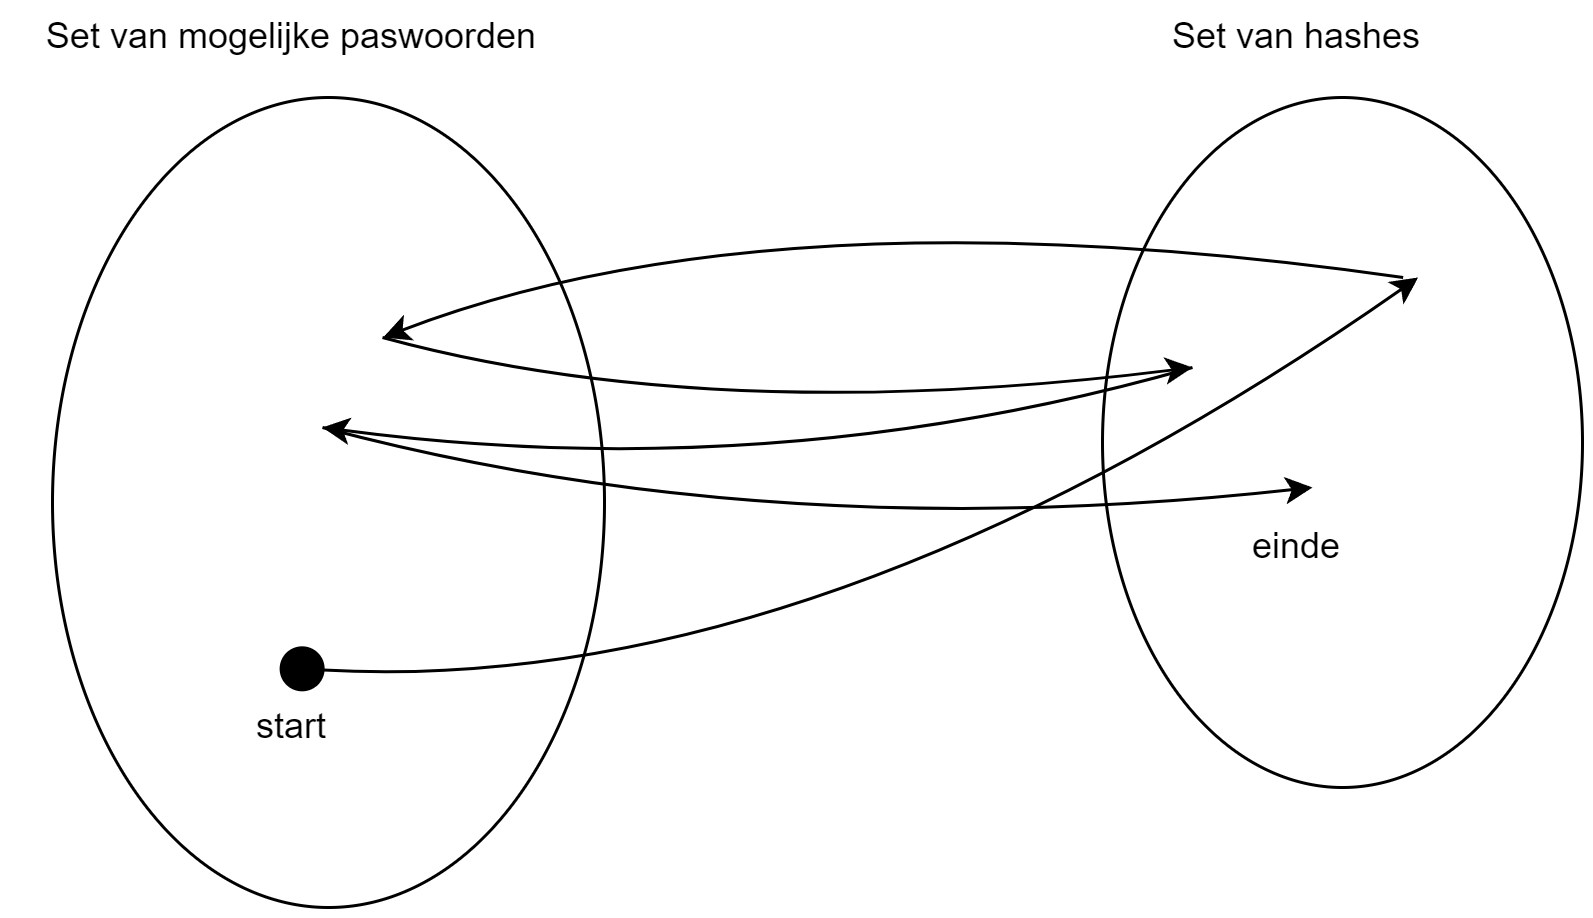 Set van mogelijke paswoorden
Set van hashes
einde
start